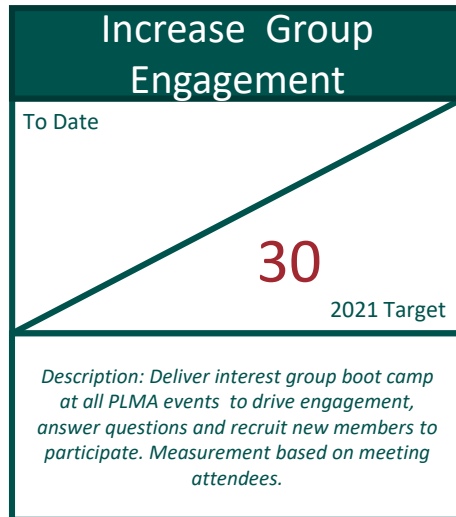 Increase Group
Engagement
To Date
30
2021 Target
Description: Deliver interest group boot camp
at all PLMA events to drive engagement,
answer questions and recruit new members to
participate. Measurement based on meeting
attendees.